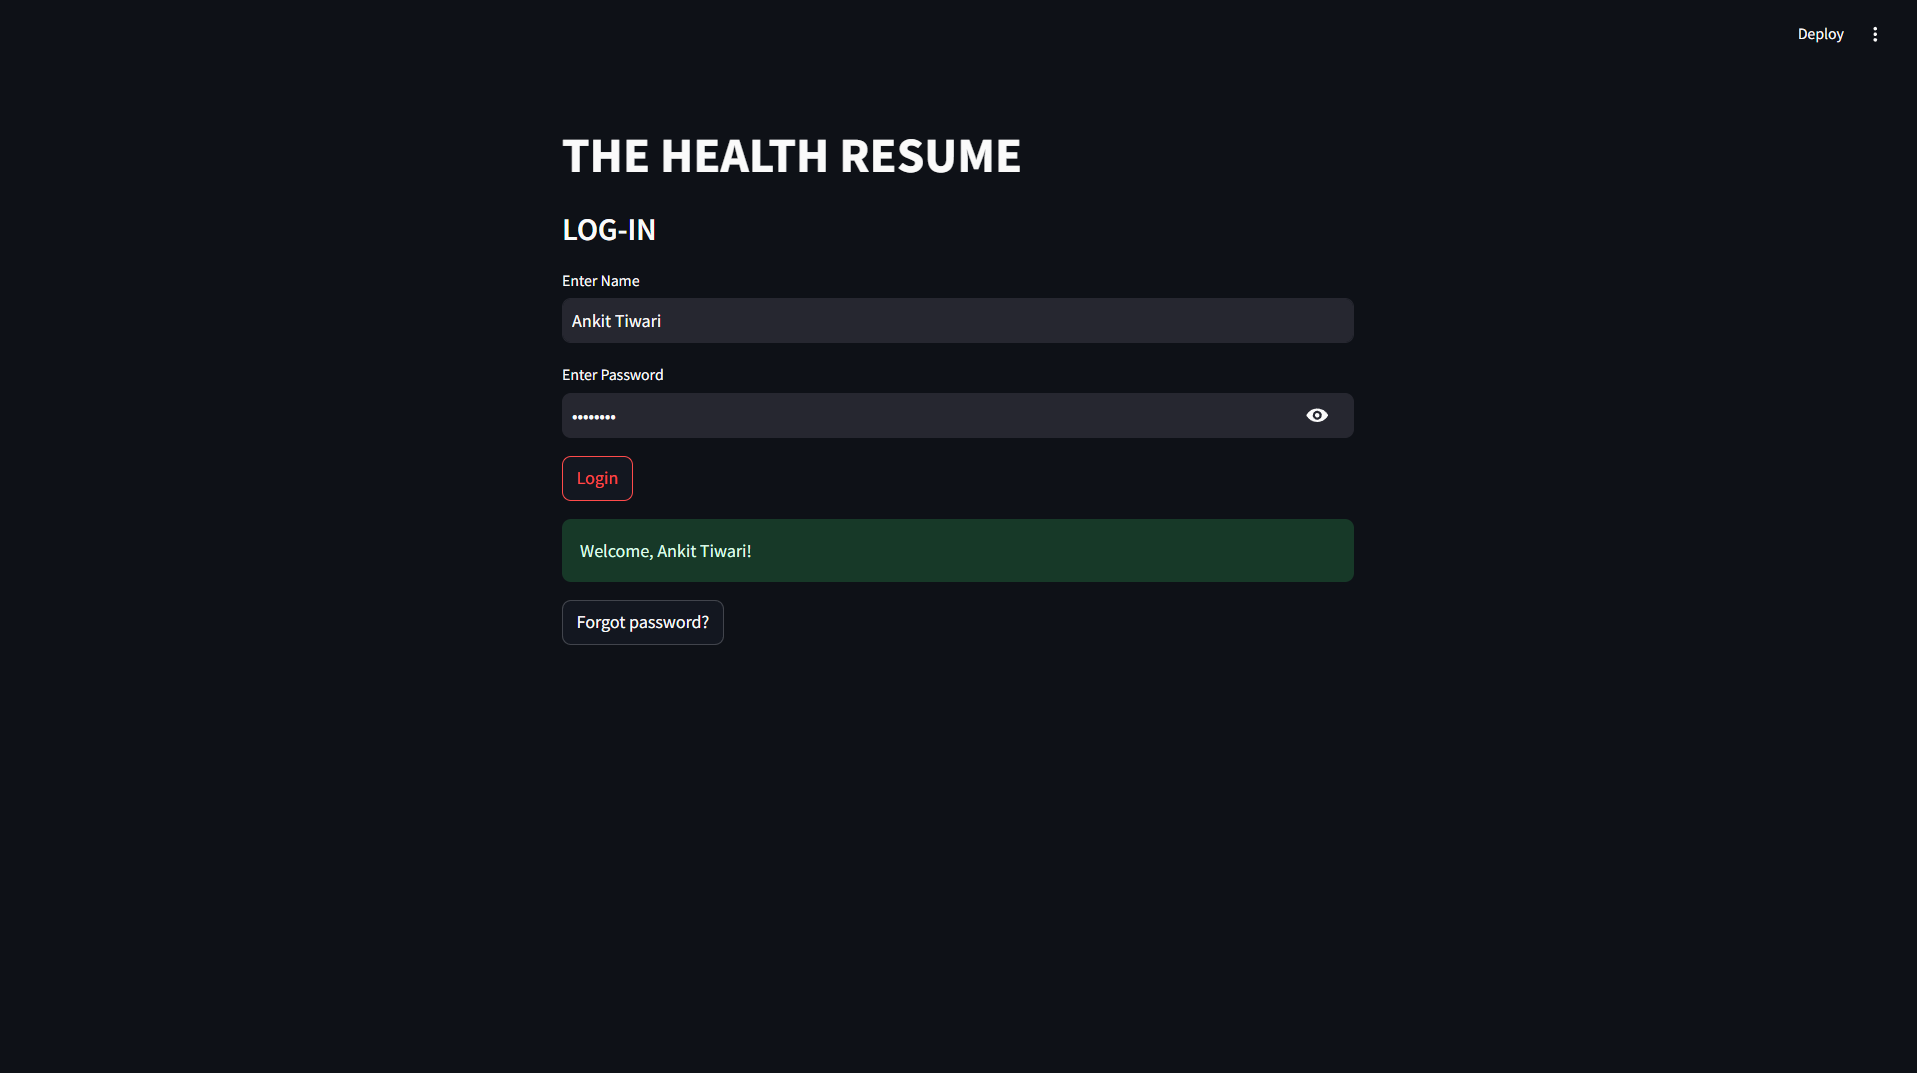 Deploy
THE HEALTH RESUME
LOG-IN
Enter Name
Ankit Tiwari
Enter Password
••••••••
Login
Welcome, Ankit Tiwari!
Forgot password?